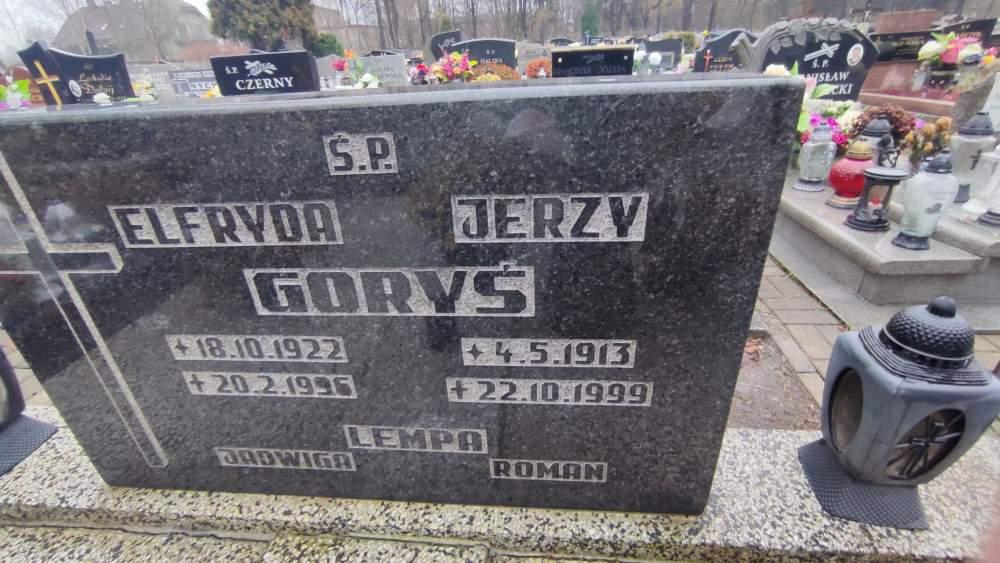 Ś.P.
CZERNY
Ś.P.
HALINA
Ś.P.
ELFRYDA JERZY
GORYŚ
18.10.1922 4.5.1913
20.2.1996 22.10.1999
LEMPA
JADWIGA ROMAN